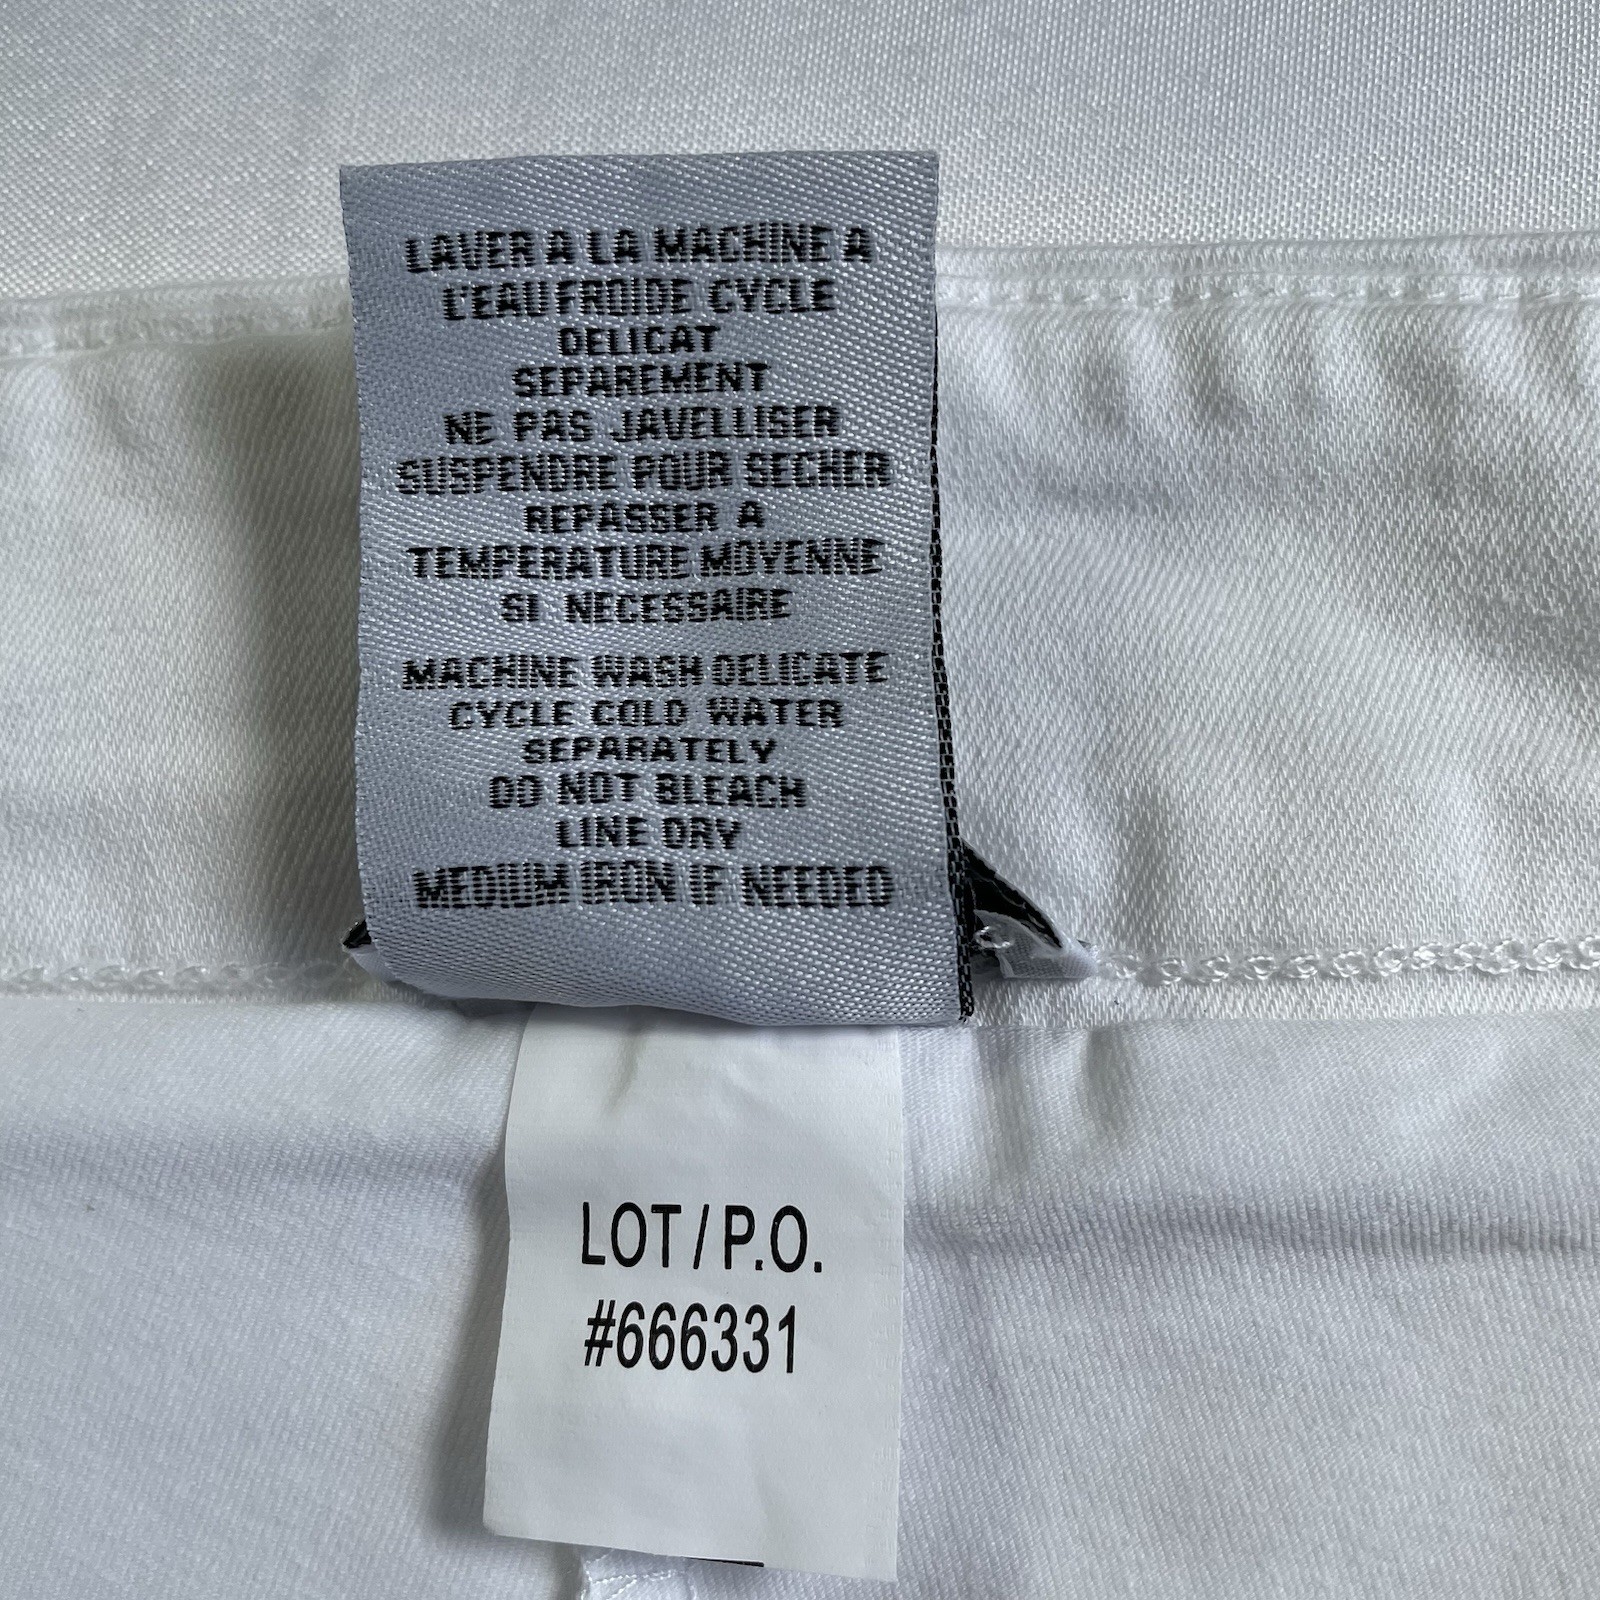 LAVER A LA MACHINE A
L'EAU FROIDE CYCLE
DELICAT
SEPAREMENT
NE PAS JAVELLISER
SUSPENDRE POUR SECHER
REPASSER A
TEMPERATURE MOYENNE
SI NECESSAIRE
MACHINE WASH DELICATE
CYCLE COLD WATER
SEPARATELY
DO NOT BLEACH
LINE DRY
MEDIUM IRON IF NEEDED
LOT/P.O.
#666331